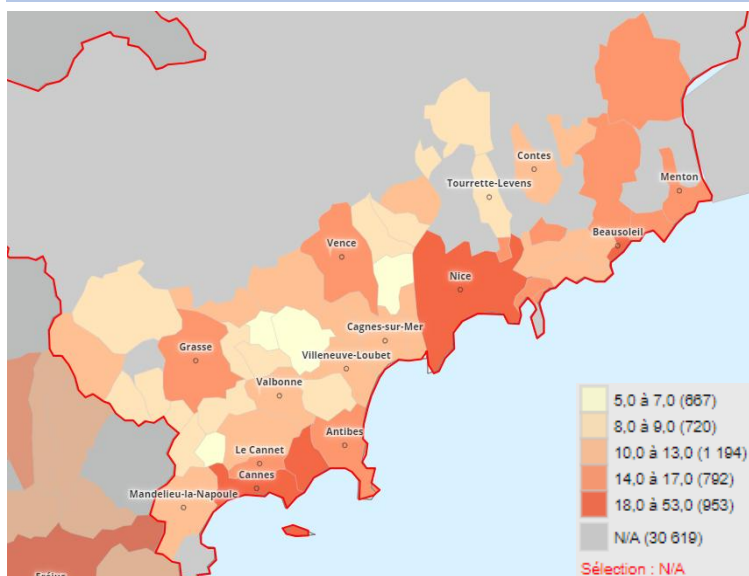 Contes
Tourrette-Levens
Menton
Beausoleil
Vence
Nice
Cagnes-sur-Mer
Grasse
Villeneuve-Loubet
Valbonne
Antibes
Le Cannet
Cannes
Mandelieu-la-Napoule
5,0 à 7,0 (667)
8,0 à 9,0 (720)
10,0 à 13,0 (1 194)
14,0 à 17,0 (792)
18,0 à 53,0 (953)
N/A (30 619)
Sélection : N/A